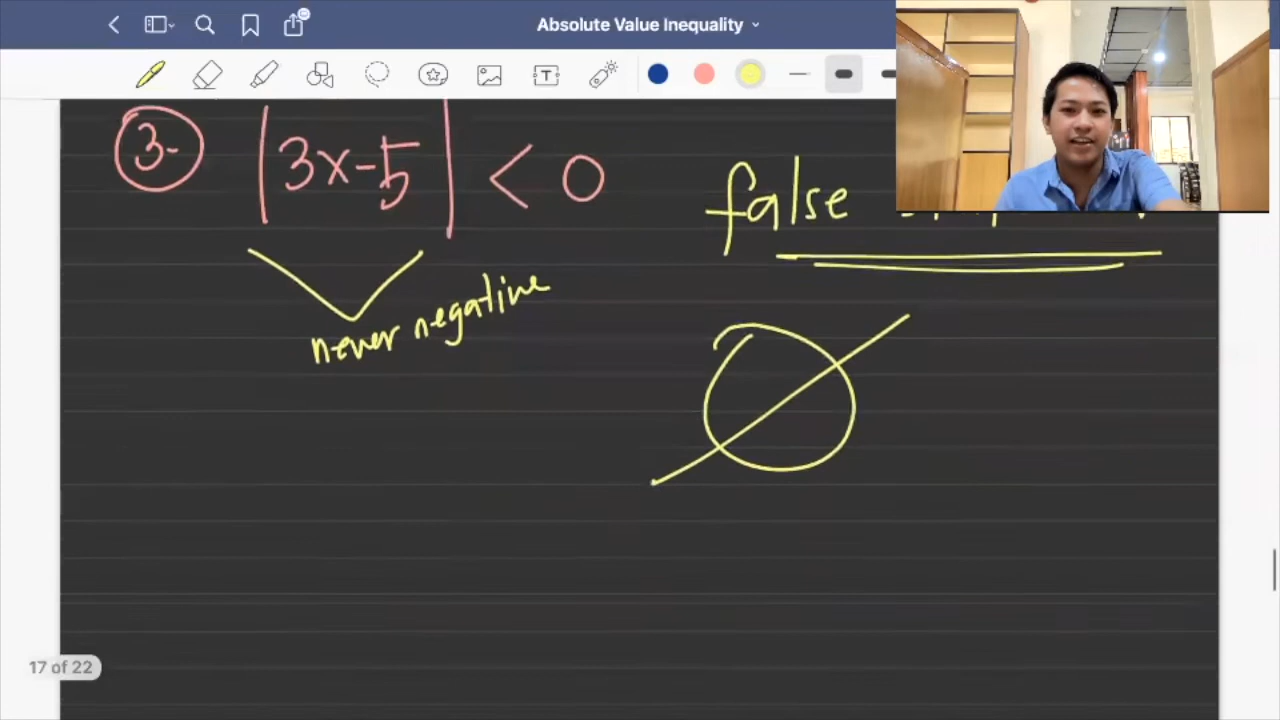 Absolute Value Inequality
3.
|3x-5| < 0
false
never negative
∅
17 of 22